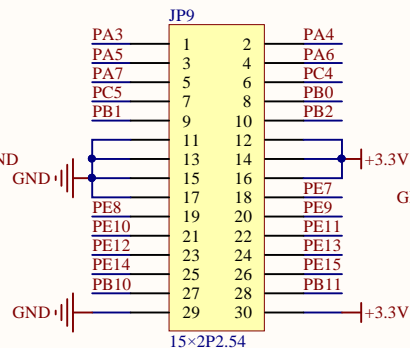 JP9
PA3 1 2 PA4
PA5 3 4 PA6
PA7 5 6 PC4
PC5 7 8 PB0
PB1 9 10 PB2
11 12
ND 13 14 +3.3V
GND 15 16
17 18 PE7
G
PE8 19 20 PE9
PE10 21 22 PE11
PE12 23 24 PE13
PE14 25 26 PE15
PB10 27 28 PB11
GND 29 30 +3.3V
15×2P2.54